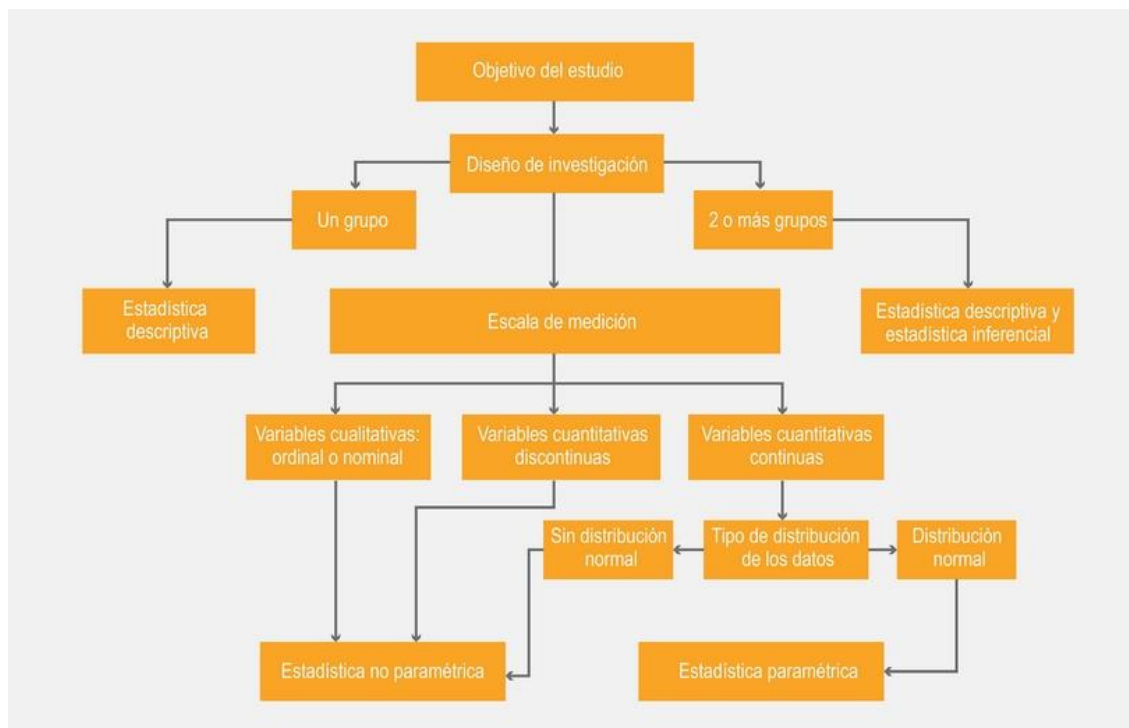 Objetivo del estudio
Diseño de investigación
Un grupo
2 o más grupos
Estadística
descriptiva
Escala de medición
Estadística descriptiva y
estadística inferencial
Variables cualitativas:
ordinal o nominal
Variables cuantitativas
discontinuas
Variables cuantitativas
continuas
Sin distribución
normal
Tipo de distribución
de los datos
Distribución
normal
Estadística no paramétrica
Estadística paramétrica